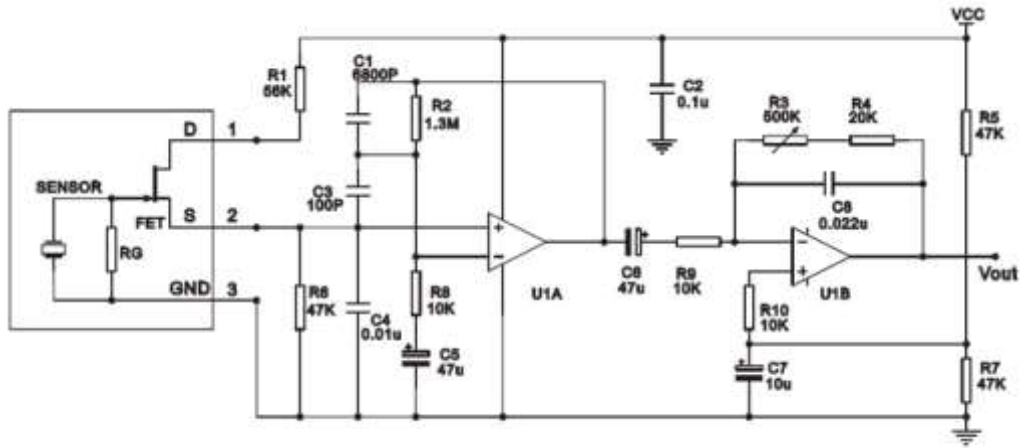 VCC
C1
6800P
R1
56K
R2
1.3M
C2
0.1u
R3
500K
R4
20K
R5
47K
D
1
SENSOR
C3
100P
C8
0.022u
FET
S
2
+
−
RG
U1A
C6
47u
+
R9
10K
−
+
U1B
Vout
GND
3
R6
47K
C4
0.01u
R8
10K
R10
10K
+
C5
47u
+
C7
10u
R7
47K